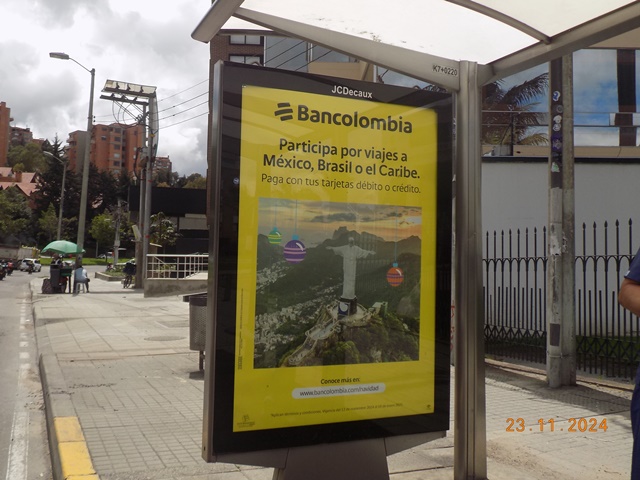 K7+0220
JCDecaux
Bancolombia
Participa por viajes a
México, Brasil o el Caribe.
Paga con tus tarjetas débito o crédito.
Conoce más en:
www.bancolombia.com/navidad
23.11.2024